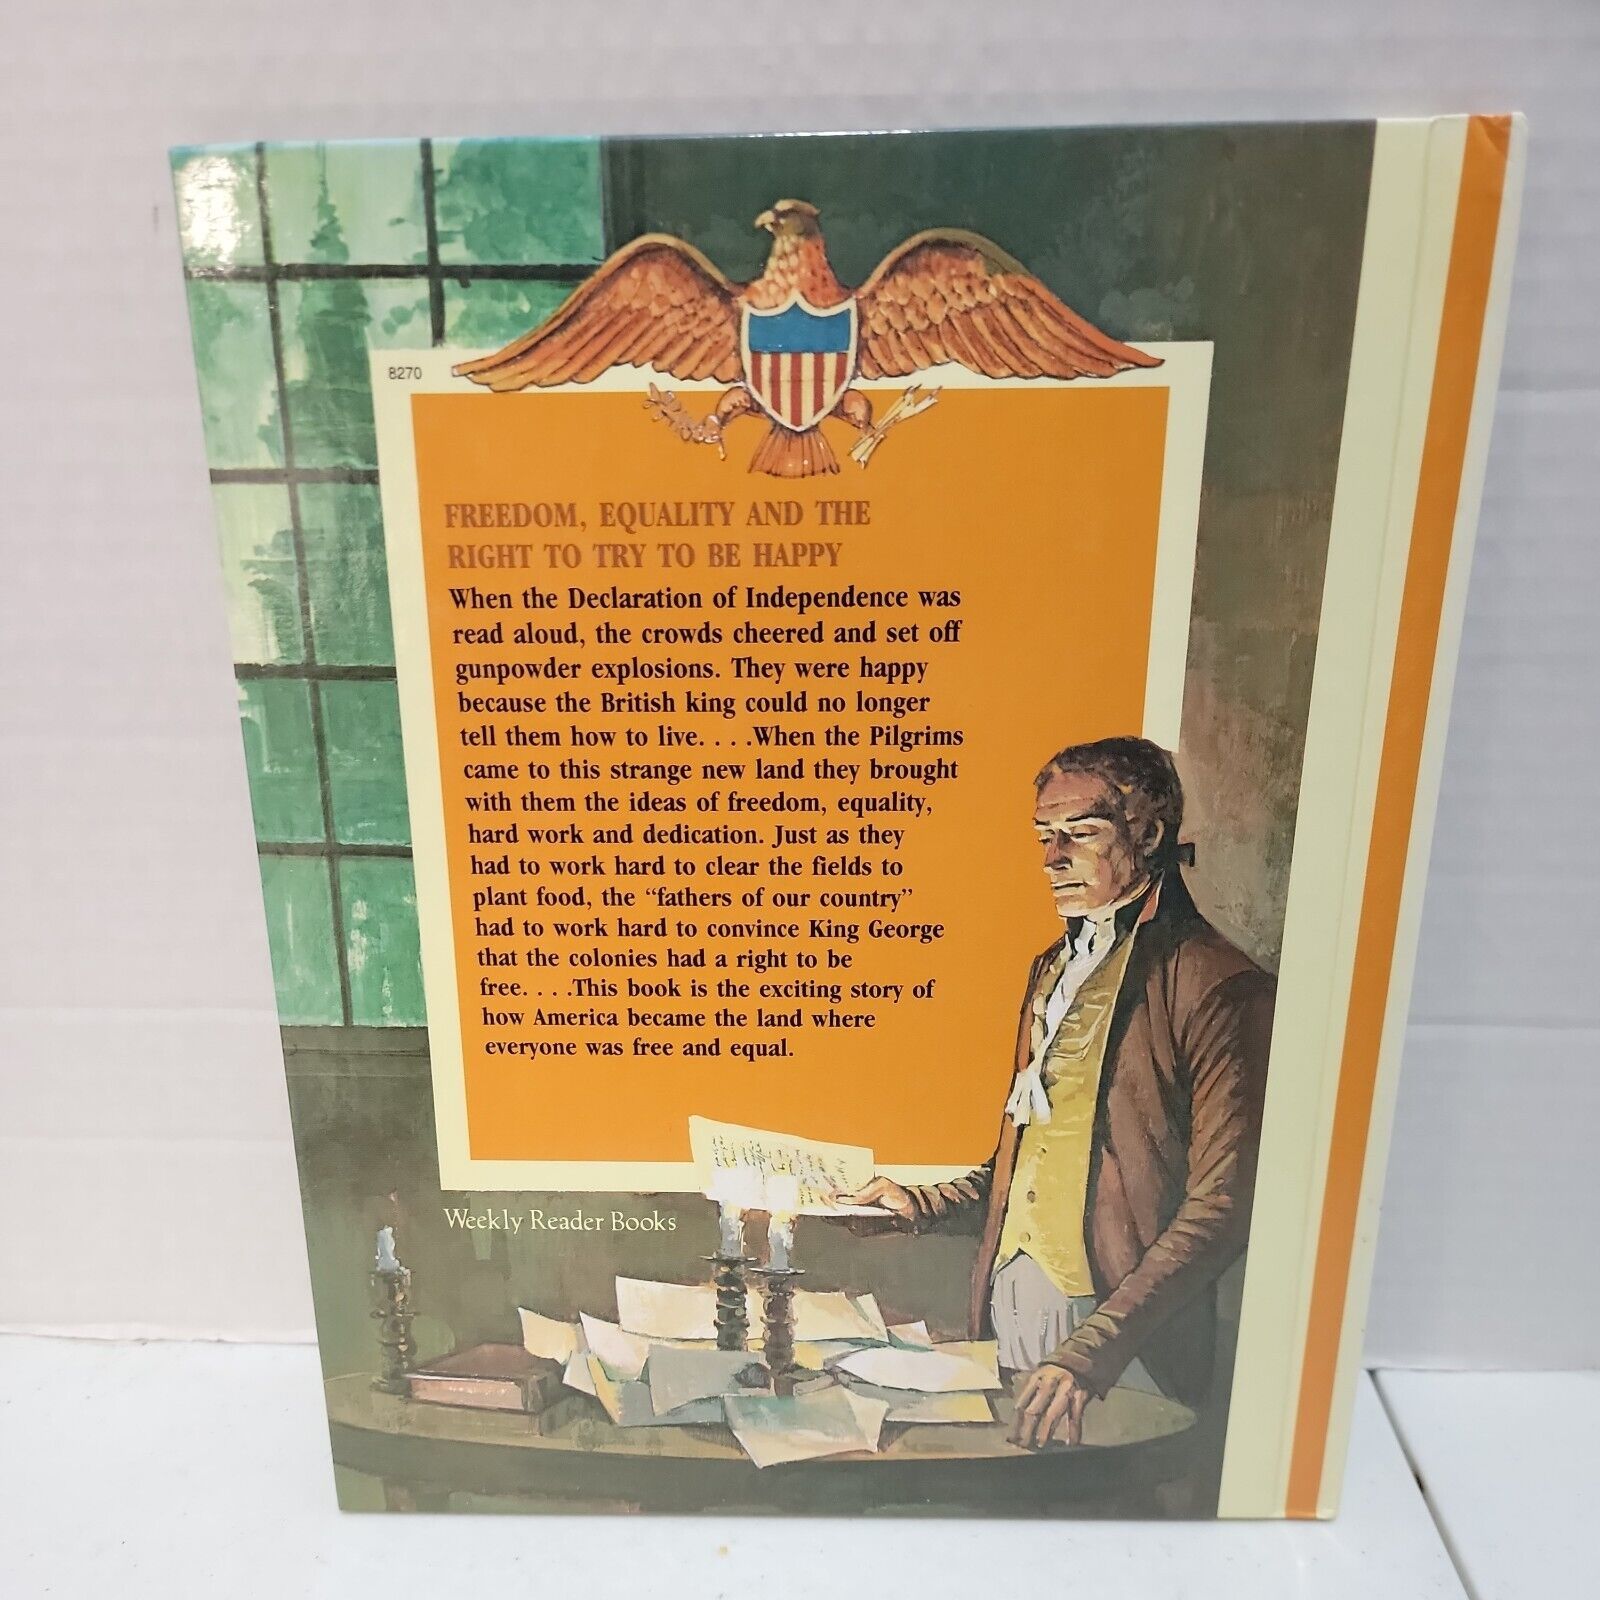 8270
FREEDOM, EQUALITY AND THE
RIGHT TO TRY TO BE HAPPY
When the Declaration of Independence was
read aloud, the crowds cheered and set off
gunpowder explosions. They were happy
because the British king could no longer
tell them how to live. . . .When the Pilgrims
came to this strange new land they brought
with them the ideas of freedom, equality,
hard work and dedication. Just as they
had to work hard to clear the fields to
plant food, the “fathers of our country”
had to work hard to convince King George
that the colonies had a right to be
free. . . .This book is the exciting story of
how America became the land where
everyone was free and equal.
Weekly Reader Books